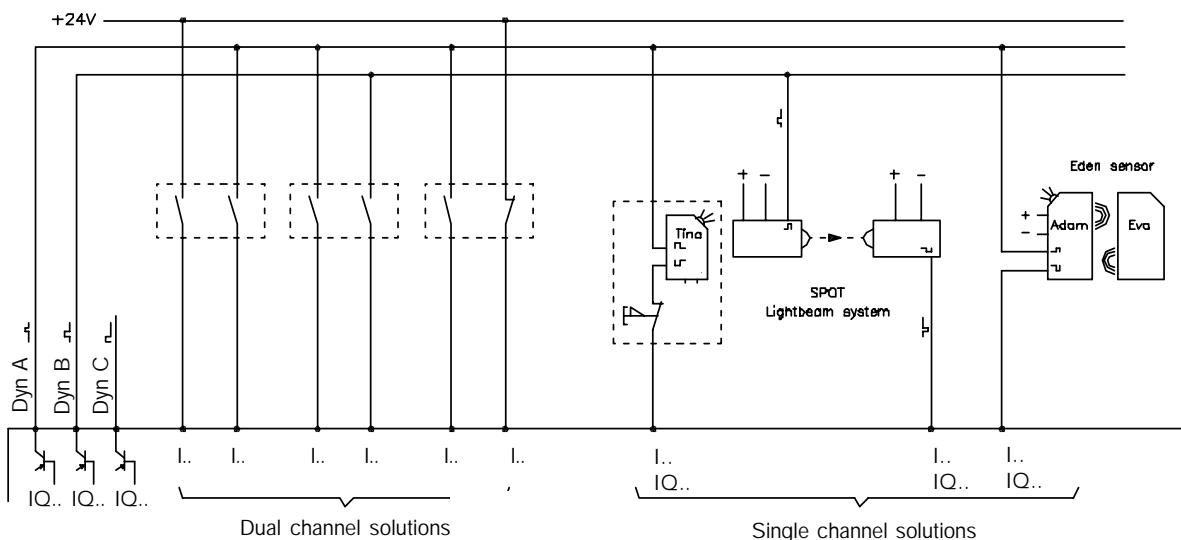 +24V
Eden sensor
+ - + -
+
-
Tina
Adam
Eva
SPOT
Lightbeam system
Dyn A
Dyn B
Dyn C
I.. I.. I.. I.. I.. I.. I.. I.. I..
IQ.. IQ.. IQ..
IQ.. IQ.. IQ..
Dual channel solutions
Single channel solutions